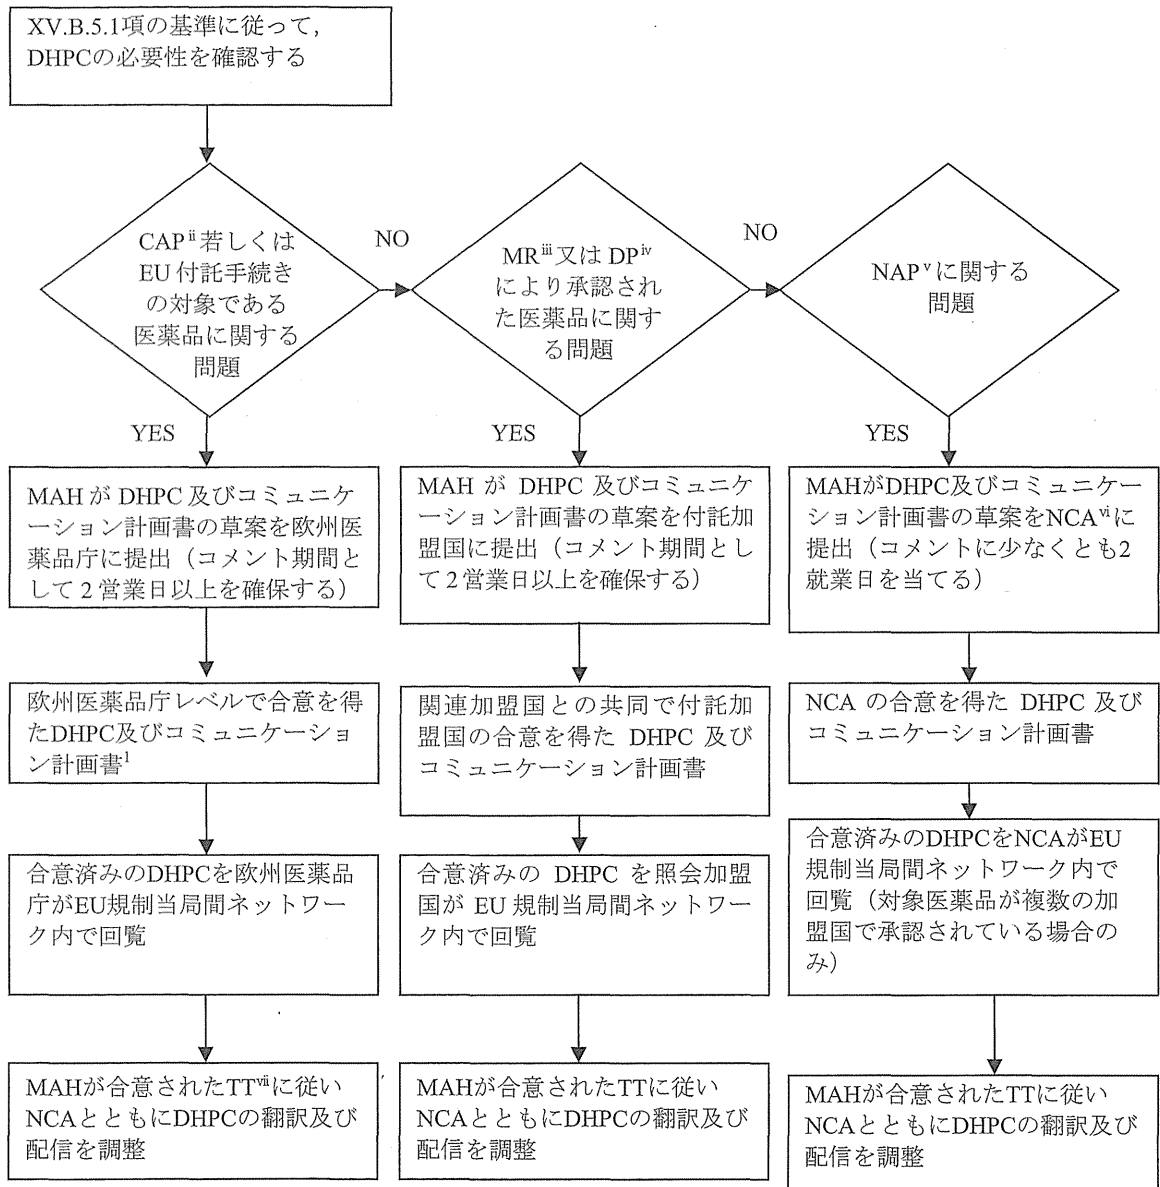 XV.B.5.1項の基準に従って,
DHPCの必要性を確認する
CAPⅱ若しくは
EU 付託手続き
の対象である
医薬品に関する
問題
NO
MRⅲ又は DPⅳ
により承認され
た医薬品に関す
る問題
NO
NAPⅴに関する
問題
YES
YES
YES
MAH が DHPC 及びコミュニケ
ーション計画書の草案を欧州医
薬品庁に提出（コメント期間と
して 2 営業日以上を確保する）
MAH が DHPC 及びコミュニケ
ーション計画書の草案を付託加
盟国に提出（コメント期間とし
て 2 営業日以上を確保する）
MAHがDHPC及びコミュニケー
ション計画書の草案をNCAⅵに
提出（コメントに少なくとも2
就業日を当てる）
欧州医薬品庁レベルで合意を得
たDHPC及びコミュニケーショ
ン計画書1
関連加盟国との共同で付託加
盟国の合意を得た DHPC 及び
コミュニケーション計画書
NCA の合意を得た DHPC 及び
コミュニケーション計画書
合意済みのDHPCを欧州医薬品
庁がEU規制当局間ネットワー
ク内で回覧
合意済みの DHPC を照会加盟
国が EU 規制当局間ネットワー
ク内で回覧
合意済みのDHPCをNCAがEU
規制当局間ネットワーク内で
回覧（対象医薬品が複数の加
盟国で承認されている場合の
み）
MAHが合意されたTTⅶに従い
NCAとともにDHPCの翻訳及び
配信を調整
MAHが合意されたTTに従い
NCAとともにDHPCの翻訳及び
配信を調整
MAHが合意されたTTに従い
NCAとともにDHPCの翻訳及び
配信を調整